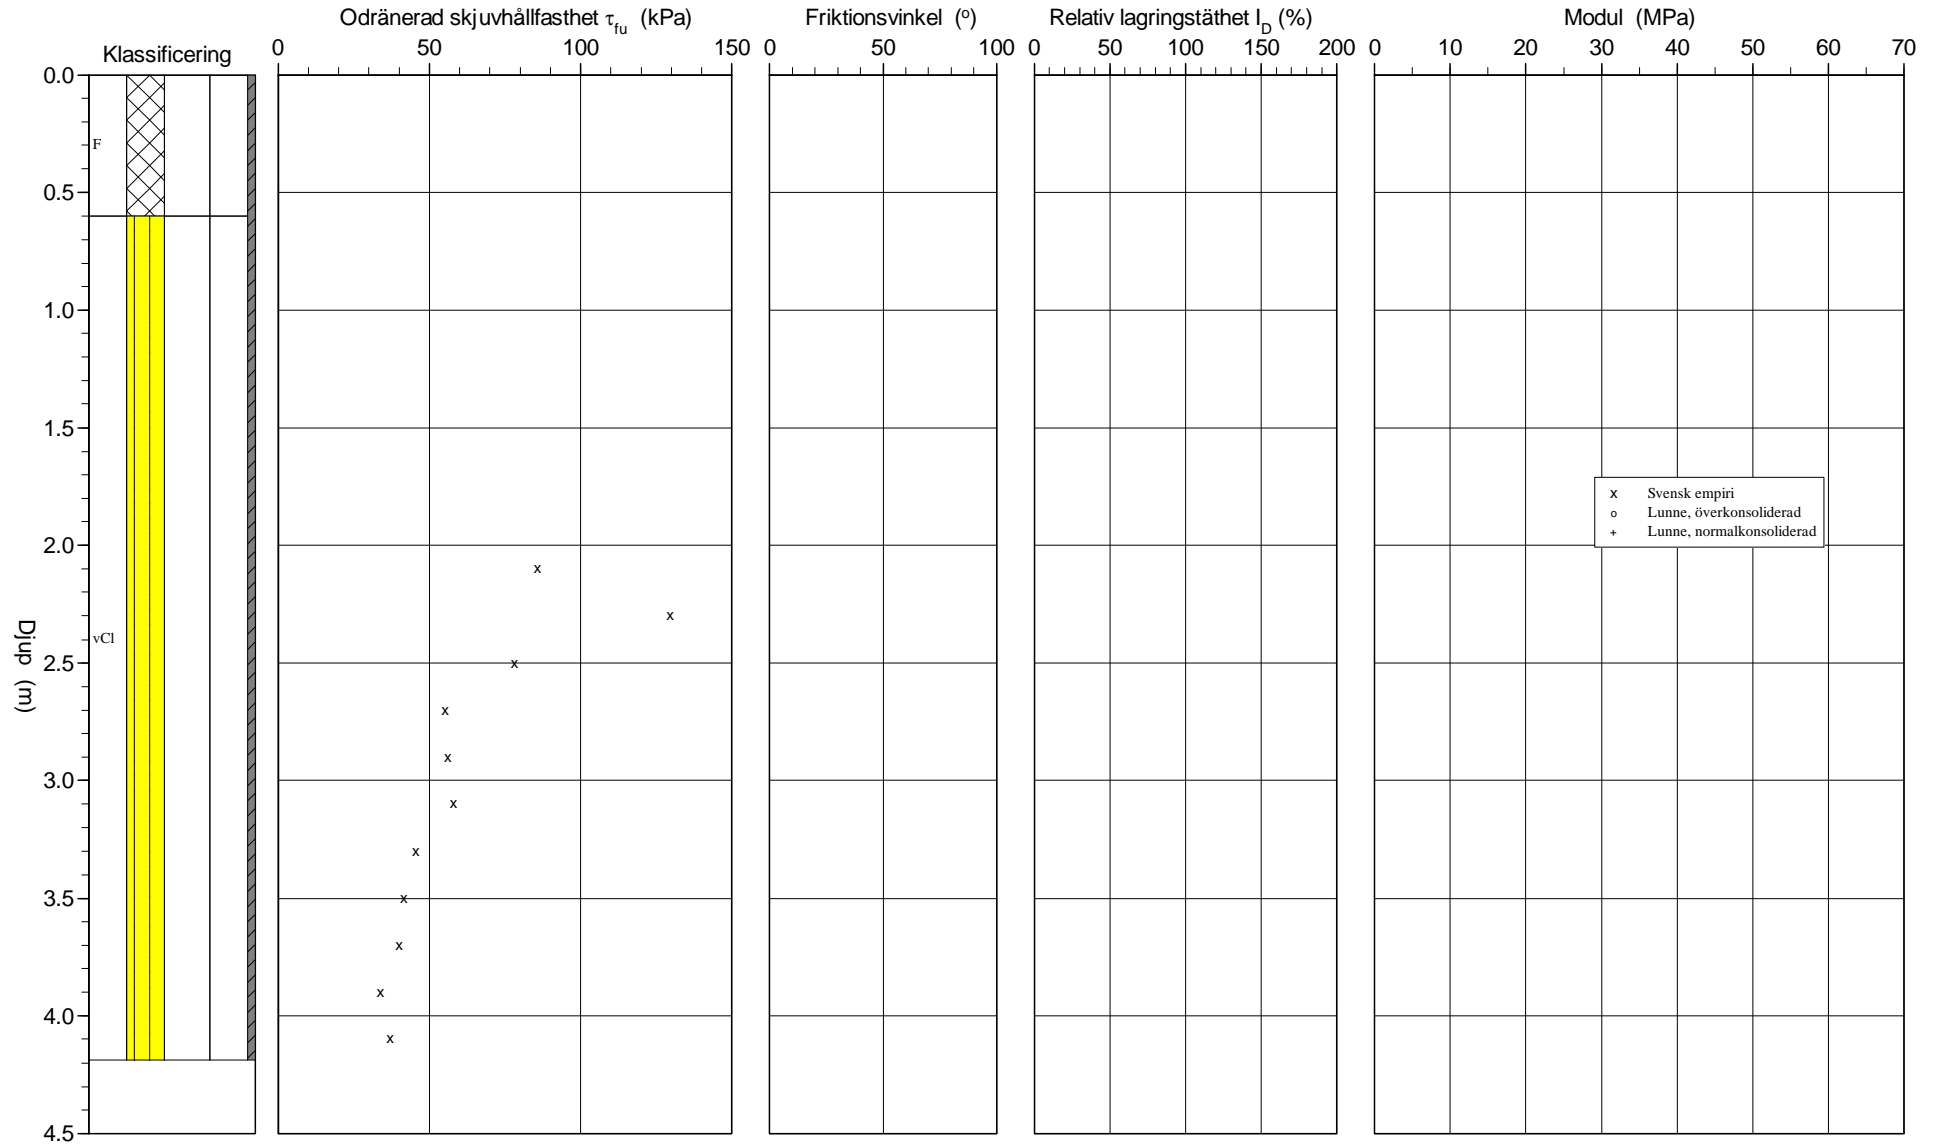 Odränerad skjuvhållfasthet τfu (kPa) Friktionsvinkel (o) Relativ lagringstäthet ID (%) Modul (MPa)
Klassificering
0 50 100 150 0 50 100 0 50 100 150 200 0 10 20 30 40 50 60 70
0.0
F
0.5
1.0
1.5
x Svensk empiri
o Lunne, överkonsoliderad
+ Lunne, normalkonsoliderad
2.0
vCl
2.5
Djup (m)
3.0
3.5
4.0
4.5